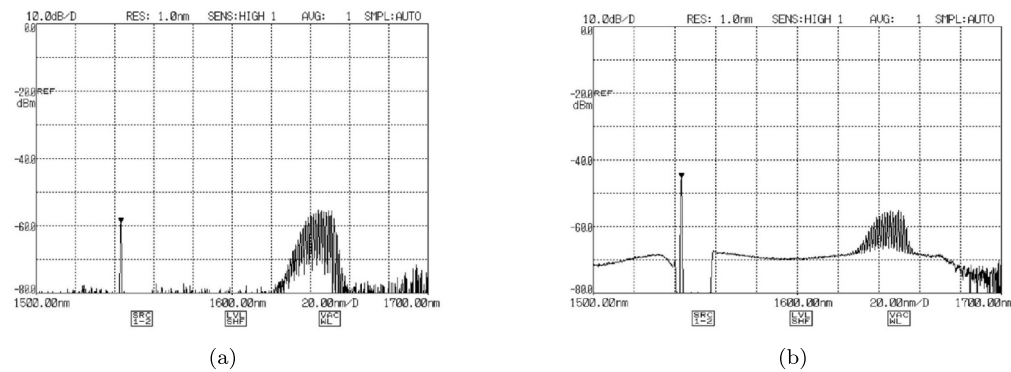 10.0dB/D RES: 1.0nm SENS:HIGH 1 AVG: 1 SMPL:AUTO
0.0
-20.0 REF
dBm
-40.0
-60.0
-80.0
1500.00nm 1600.00nm 20.00nm/D 1700.00nm
SRC 1-2 LVL SHF VAC WL
(a)
10.0dB/D RES: 1.0nm SENS:HIGH 1 AVG: 1 SMPL:AUTO
0.0
-20.0 REF
dBm
-40.0
-60.0
-80.0
1500.00nm 1600.00nm 20.00nm/D 1700.00nm
SRC 1-2 LVL SHF VAC WL
(b)